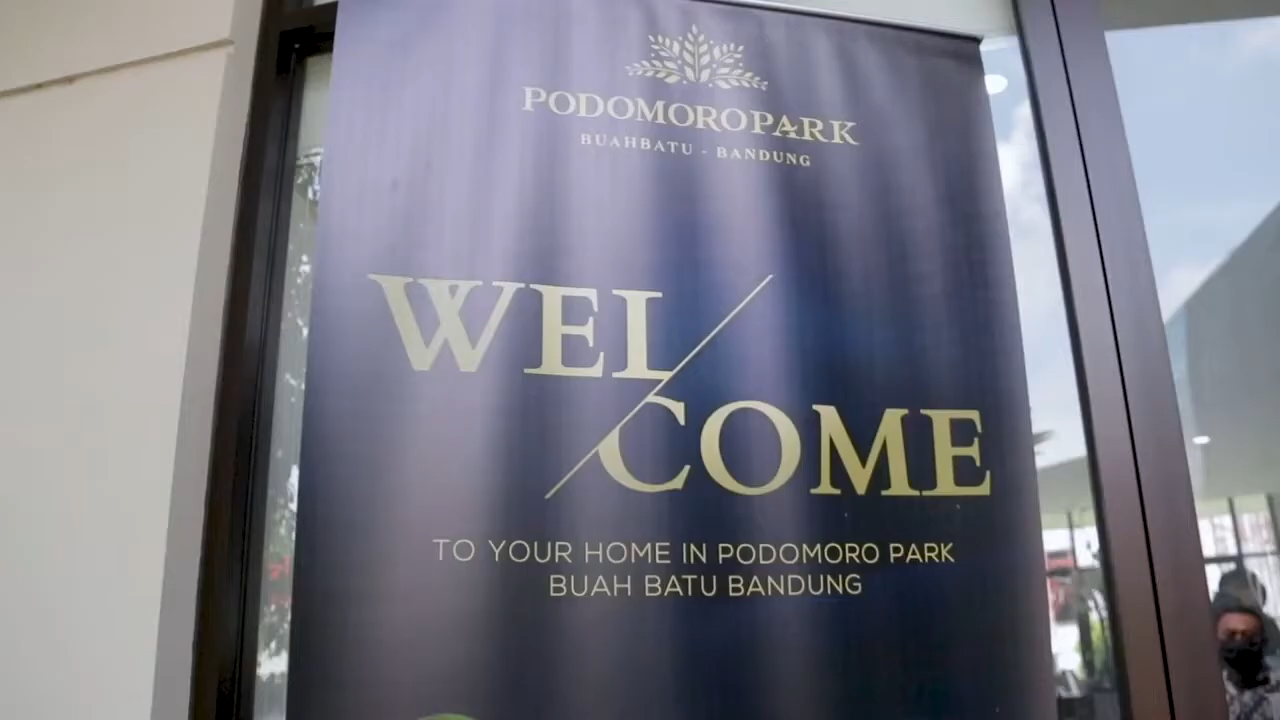 PODOMOROPARK
BUAHBATU - BANDUNG
WEL
COME
TO YOUR HOME IN PODOMORO PARK
BUAH BATU BANDUNG